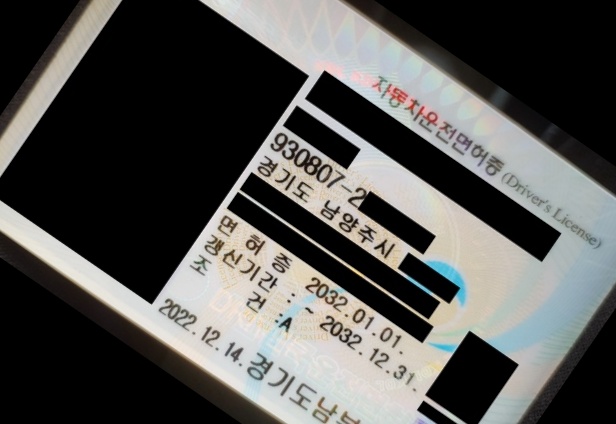 자동차운전면허증 (Driver's License)
930807-2
경기도 남양주시
면 허 증
갱신기간 : 2032.01.01.
~ 2032.12.31.
조 건 :A
2022.12.14. 경기도남부